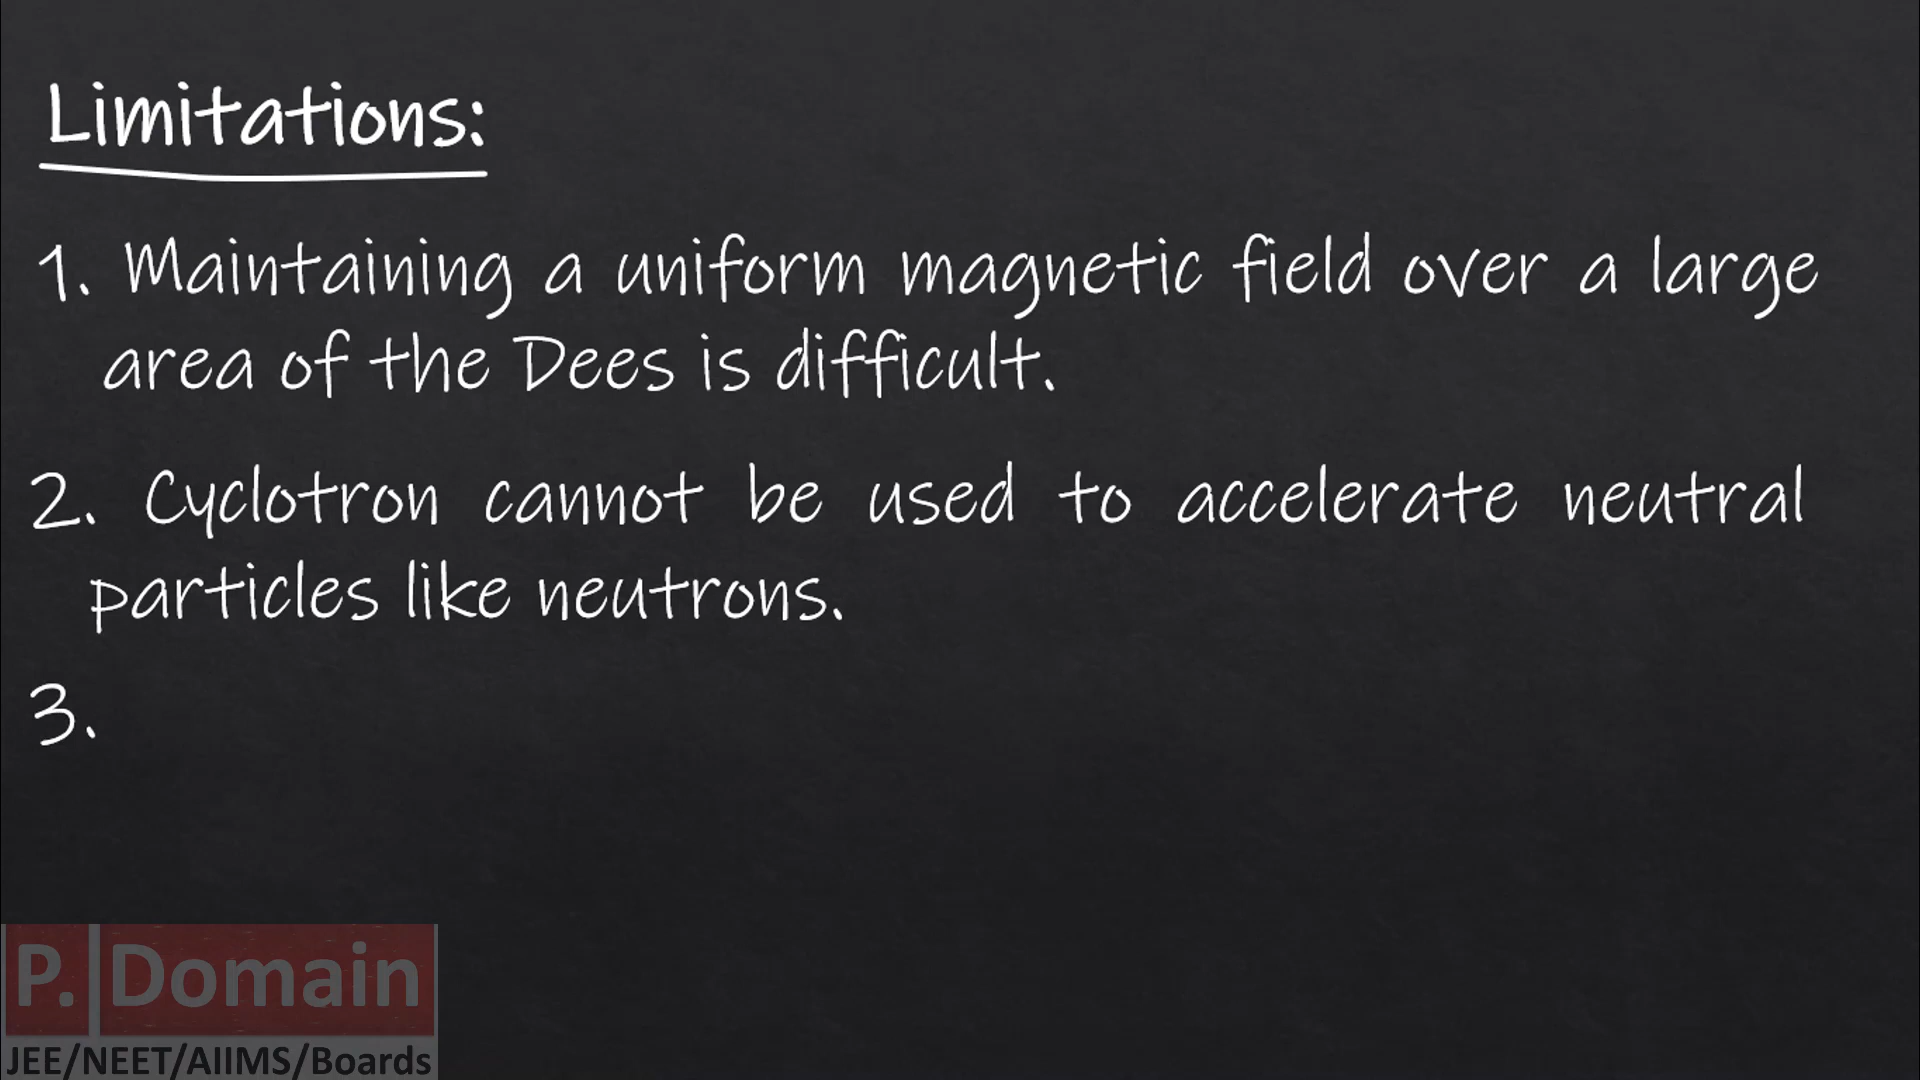 Limitations:
1. Maintaining a uniform magnetic field over a large
area of the Dees is difficult.
2. Cyclotron cannot be used to accelerate neutral
particles like neutrons.
3.
P. Domain
JEE/NEET/AIIMS/Boards